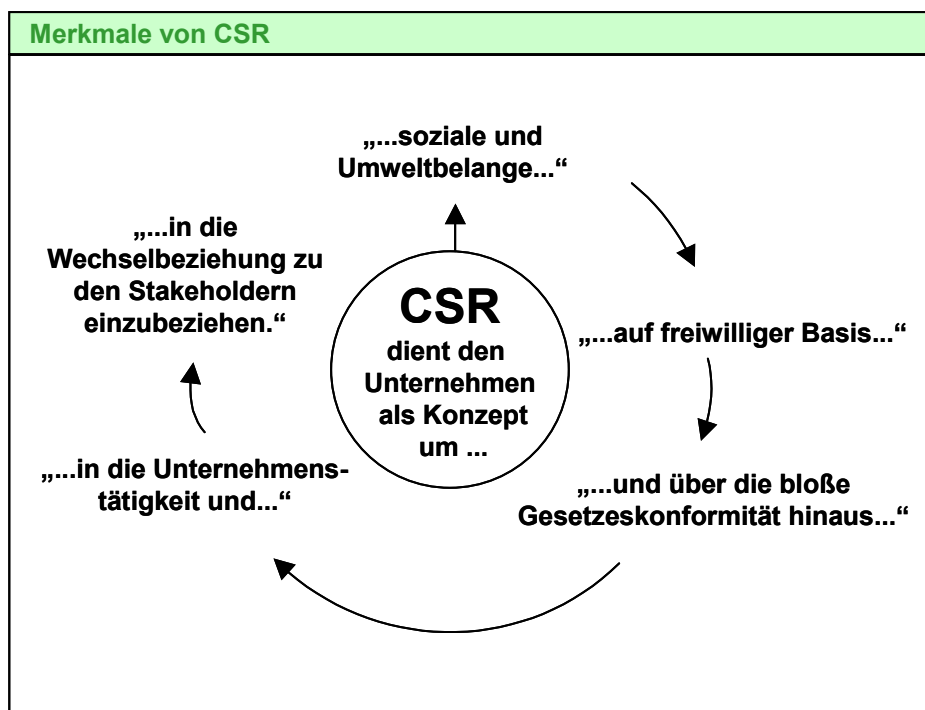 Merkmale von CSR
CSR
dient den
Unternehmen
als Konzept
um ...
„...soziale und
Umweltbelange...“
„...auf freiwilliger Basis...“
„...und über die bloße
Gesetzeskonformität hinaus...“
„...in die Unternehmens-
tätigkeit und...“
„...in die
Wechselbeziehung zu
den Stakeholdern
einzubeziehen.“